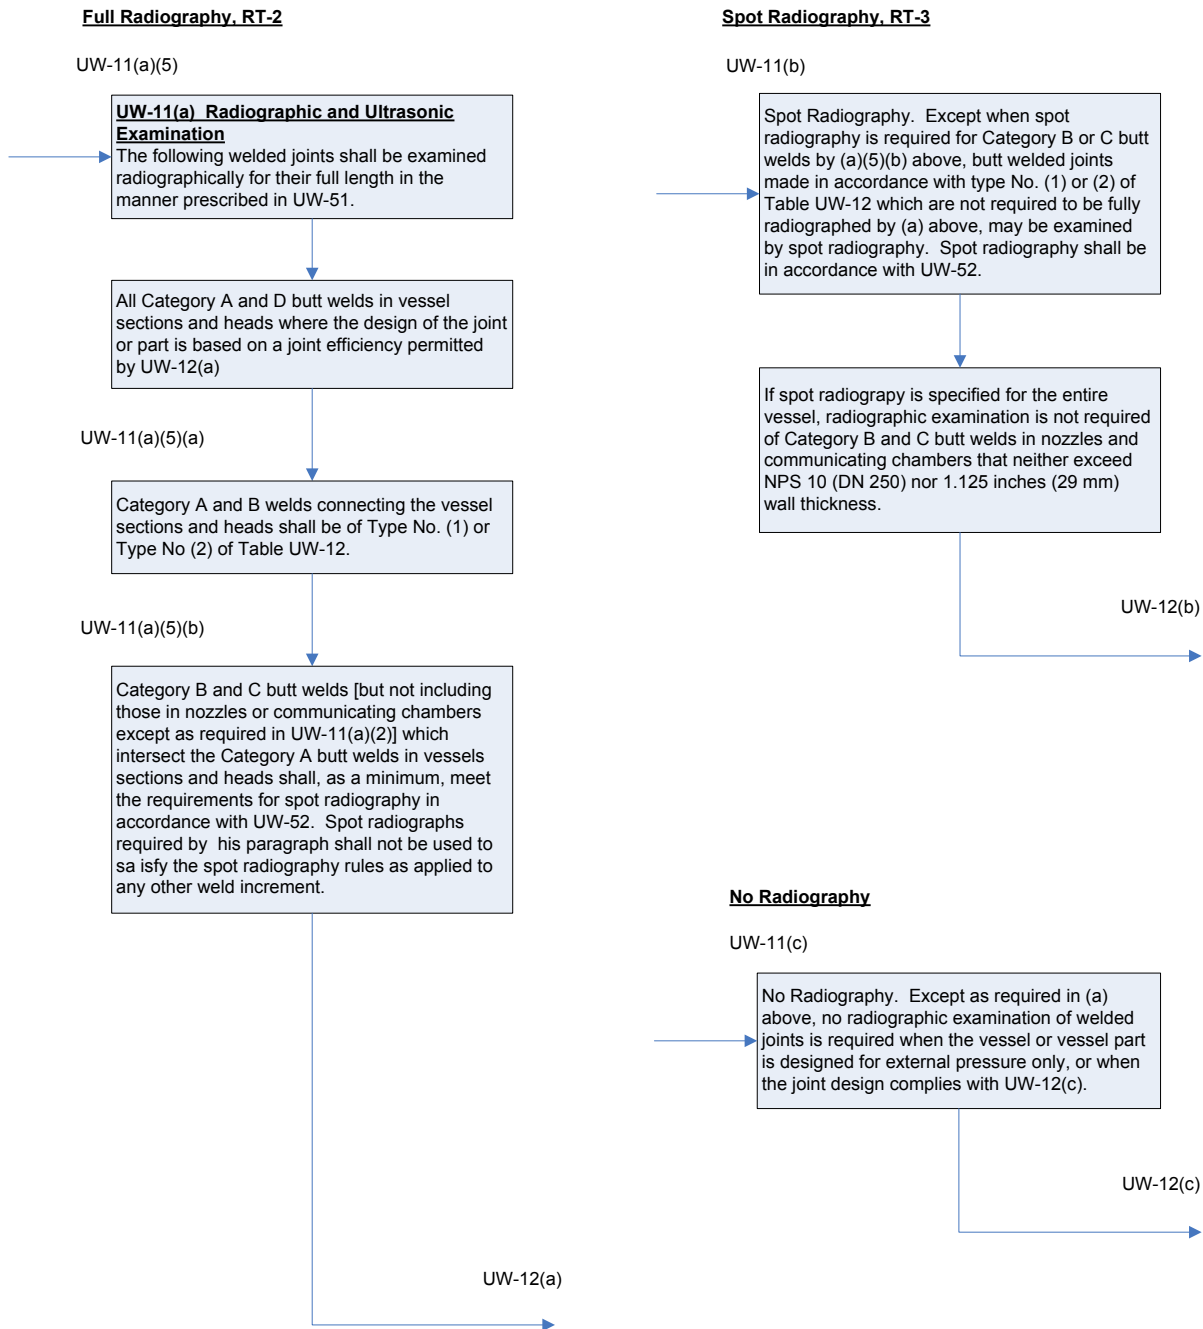 Full Radiography, RT-2
UW-11(a)(5)
UW-11(a)  Radiographic and Ultrasonic
Examination
The following welded joints shall be examined
radiographically for their full length in the
manner prescribed in UW-51.
All Category A and D butt welds in vessel
sections and heads where the design of the joint
or part is based on a joint efficiency permitted
by UW-12(a)
UW-11(a)(5)(a)
Category A and B welds connecting the vessel
sections and heads shall be of Type No. (1) or
Type No (2) of Table UW-12.
UW-11(a)(5)(b)
Category B and C butt welds [but not including
those in nozzles or communicating chambers
except as required in UW-11(a)(2)] which
intersect the Category A butt welds in vessels
sections and heads shall, as a minimum, meet
the requirements for spot radiography in
accordance with UW-52.  Spot radiographs
required by  his paragraph shall not be used to
sa isfy the spot radiography rules as applied to
any other weld increment.
UW-12(a)
Spot Radiography, RT-3
UW-11(b)
Spot Radiography.  Except when spot
radiography is required for Category B or C butt
welds by (a)(5)(b) above, butt welded joints
made in accordance with type No. (1) or (2) of
Table UW-12 which are not required to be fully
radiographed by (a) above, may be examined
by spot radiography.  Spot radiography shall be
in accordance with UW-52.
If spot radiograpy is specified for the entire
vessel, radiographic examination is not required
of Category B and C butt welds in nozzles and
communicating chambers that neither exceed
NPS 10 (DN 250) nor 1.125 inches (29 mm)
wall thickness.
UW-12(b)
No Radiography
UW-11(c)
No Radiography.  Except as required in (a)
above, no radiographic examination of welded
joints is required when the vessel or vessel part
is designed for external pressure only, or when
the joint design complies with UW-12(c).
UW-12(c)